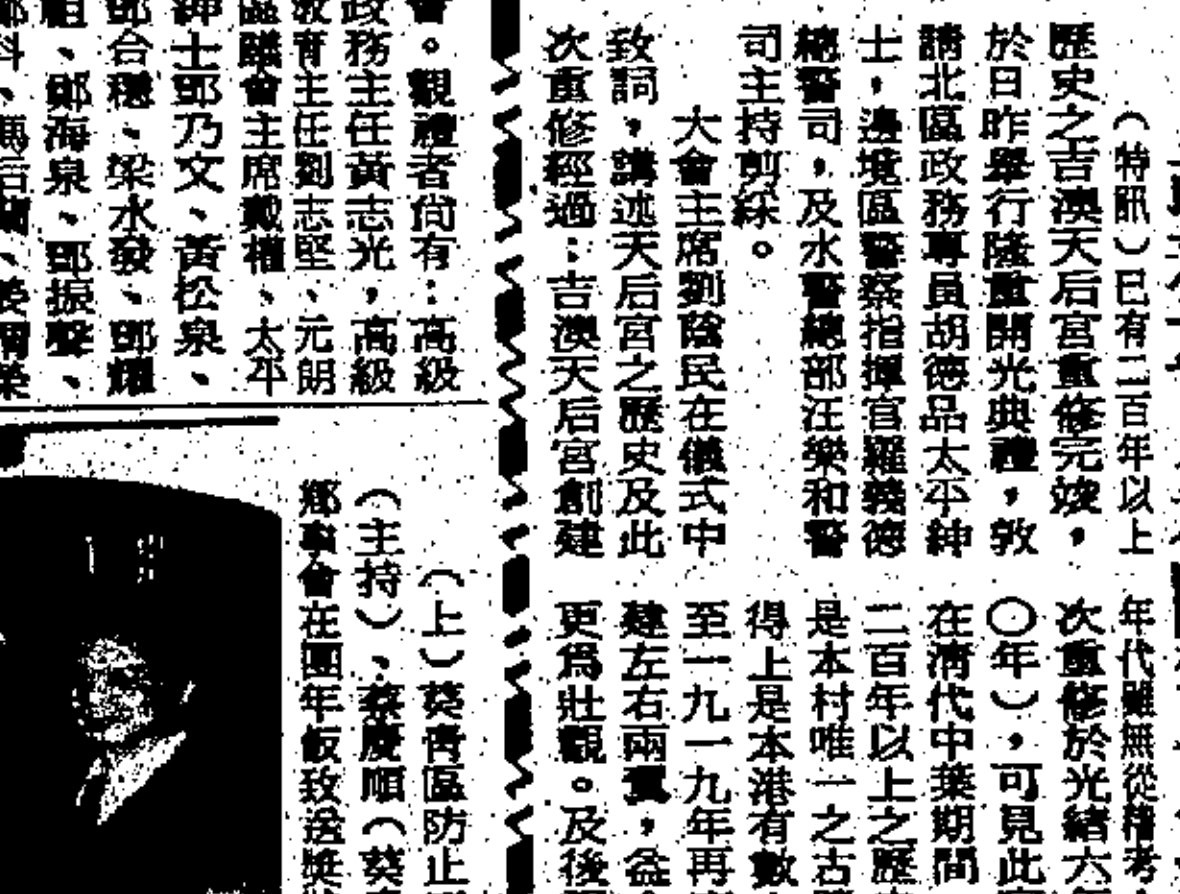 （特訊）已有二百年以上
歷史之吉澳天后宮重修完竣，
於日昨舉行隆重開光典禮，敦
請北區政務專員胡德品太平紳
士，邊境區警察指揮官羅義德
總警司，及水警總部汪樂和警
司主持剪綵。
大會主席劉蔭民在儀式中
致詞，講述天后宮之歷史及此
次重修經過：吉澳天后宮創建
年代雖無從稽考
次重修於光緒六
〇年），可見此
在清代中葉期間
二百年以上之歷
是本村唯一之古
得上是本港有數
至一九一九年再
建左右兩翼，益
更爲壯觀。及後
會。觀禮者尚有：高級
政務主任黃志光，高級
教育主任劉志堅、元朗
區議會主席戴權、太平
紳士鄧乃文、黃松泉、
鄧台穩、梁水發、鄧耀
祖、鄭海泉、鄧振聲、
（上）葵青區防止
（主持）、蔡慶順（葵
鄉會在團年飯致送獎